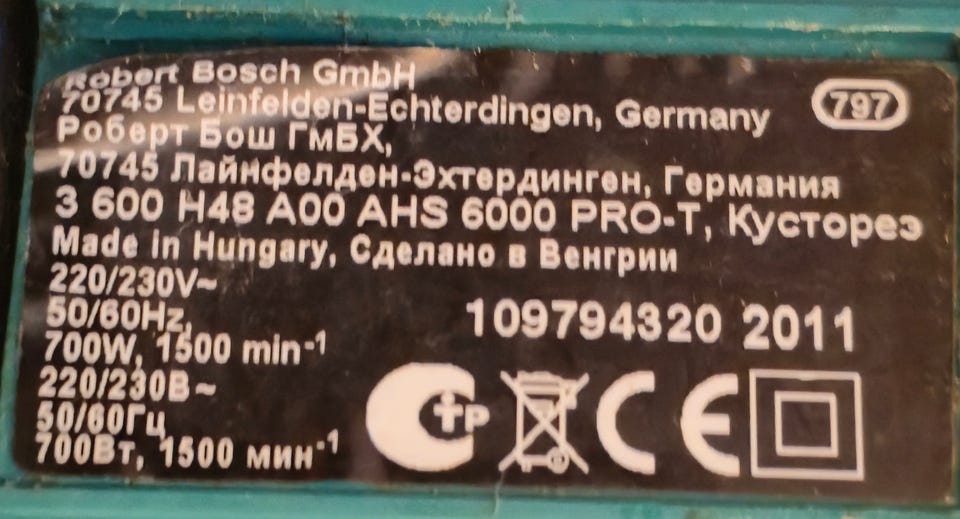 Robert Bosch GmbH
70745 Leinfelden-Echterdingen, Germany
797
Роберт Бош ГмБХ,
70745 Лайнфелден-Эхтердинген, Германия
3 600 H48 A00 AHS 6000 PRO-T, Кусторез
Made in Hungary, Сделано в Венгрии
220/230V~
50/60Hz,
700W, 1500 min-1
109794320 2011
220/230В~
50/60Гц
700Вт, 1500 мин-1
CE